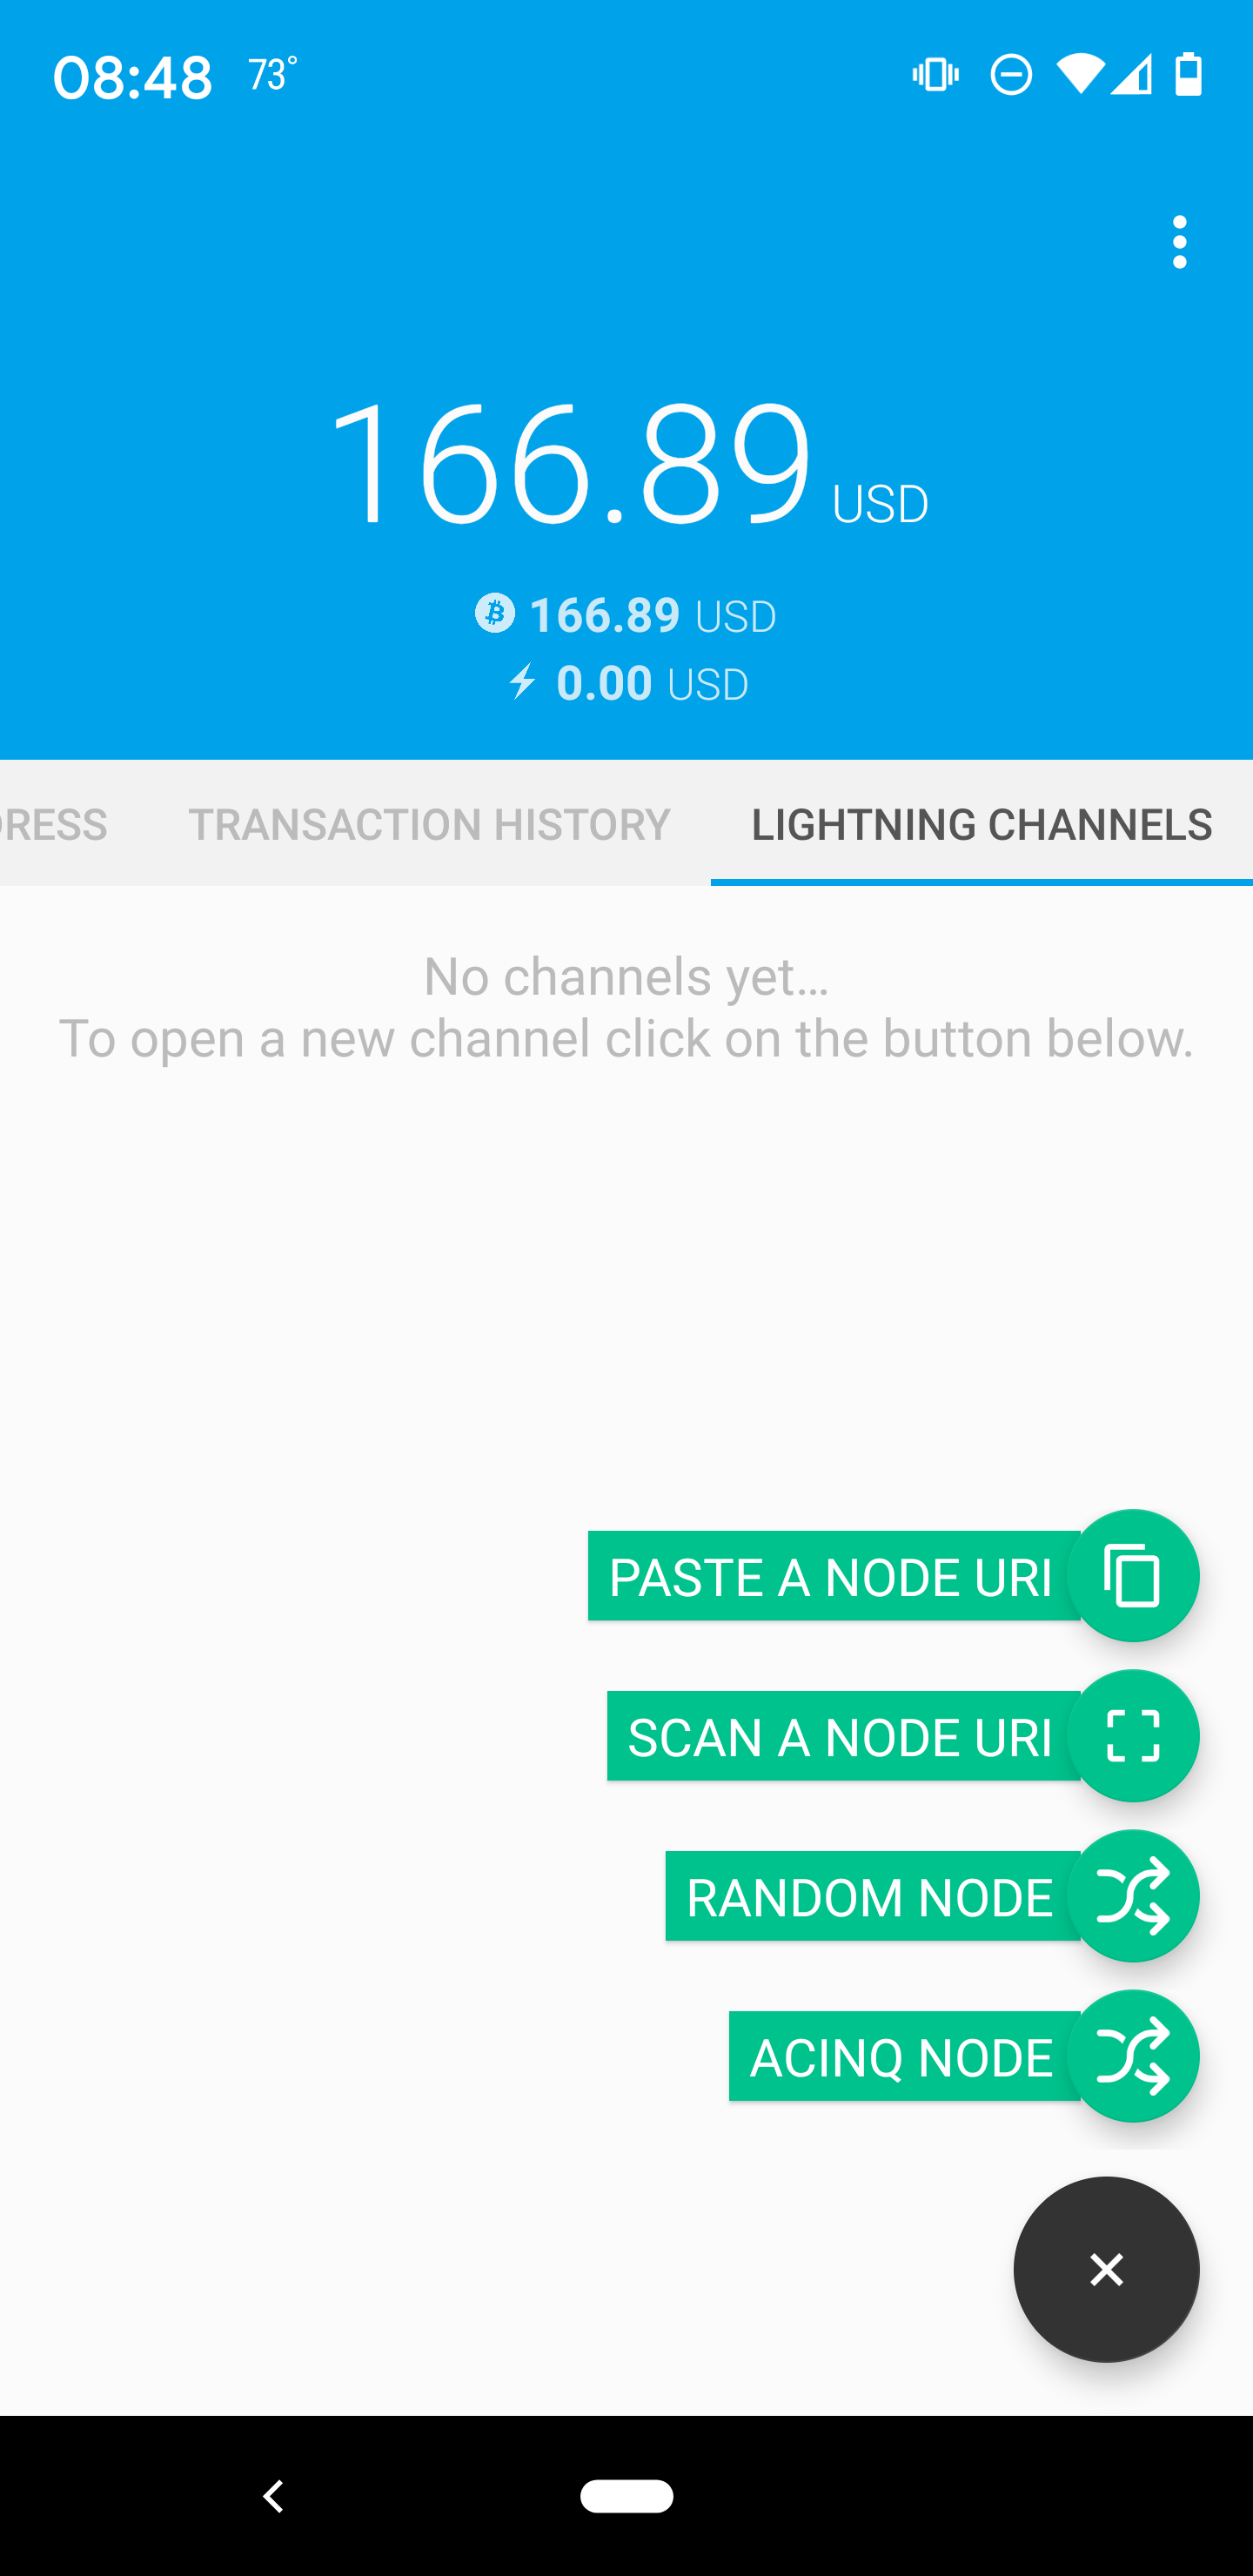 08:48 73°
166.89 USD
166.89 USD
0.00 USD
DRESS TRANSACTION HISTORY LIGHTNING CHANNELS
No channels yet…
To open a new channel click on the button below.
PASTE A NODE URI
SCAN A NODE URI
RANDOM NODE
ACINQ NODE